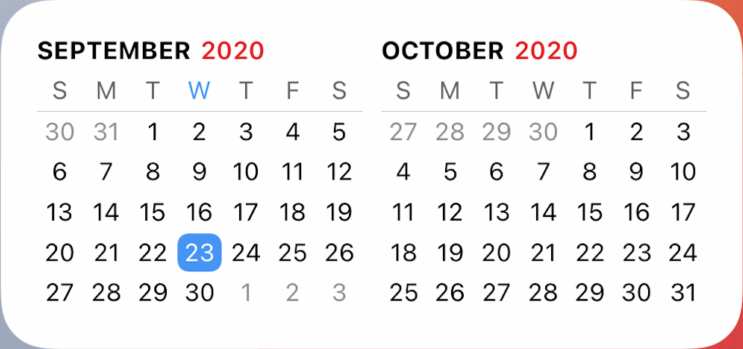 SEPTEMBER 2020
S M T W T F S
30 31 1 2 3 4 5
6 7 8 9 10 11 12
13 14 15 16 17 18 19
20 21 22 23 24 25 26
27 28 29 30 1 2 3
OCTOBER 2020
S M T W T F S
27 28 29 30 1 2 3
4 5 6 7 8 9 10
11 12 13 14 15 16 17
18 19 20 21 22 23 24
25 26 27 28 29 30 31